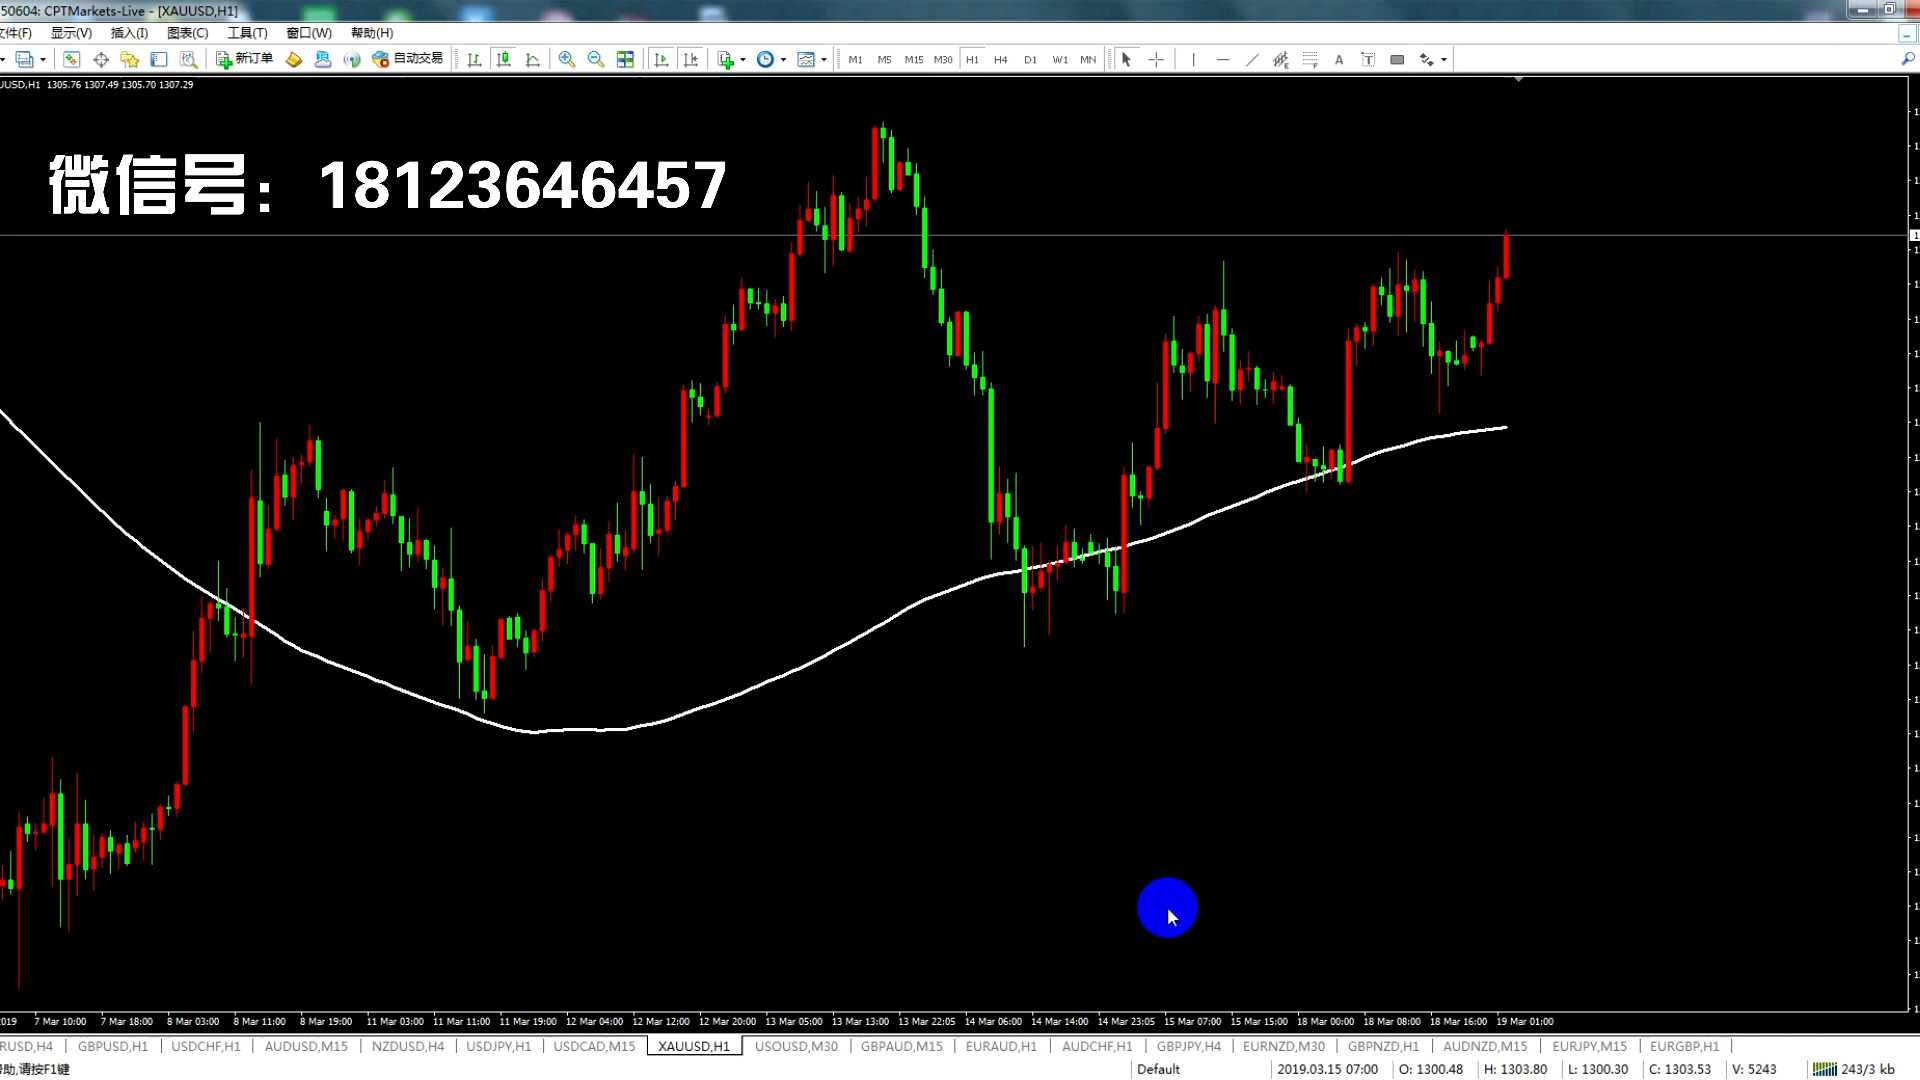 50604: CPTMarkets-Live - [XAUUSD,H1]
文件(F) 显示(V) 插入(I) 图表(C) 工具(T) 窗口(W) 帮助(H)
新订单 自动交易 M1 M5 M15 M30 H1 H4 D1 W1 MN
UUSD,H1 1305.76 1307.49 1305.70 1307.29
微信号：18123646457
2019 7 Mar 10:00 7 Mar 18:00 8 Mar 03:00 8 Mar 11:00 8 Mar 19:00 11 Mar 03:00 11 Mar 11:00 11 Mar 19:00 12 Mar 04:00 12 Mar 12:00 12 Mar 20:00 13 Mar 05:00 13 Mar 13:00 13 Mar 22:05 14 Mar 06:00 14 Mar 14:00 14 Mar 23:05 15 Mar 07:00 15 Mar 15:00 18 Mar 00:00 18 Mar 08:00 18 Mar 16:00 19 Mar 01:00
RUSD,H4 GBPUSD,H1 USDCHF,H1 AUDUSD,M15 NZDUSD,H4 USDJPY,H1 USDCAD,M15 XAUUSD,H1 USOUSD,M30 GBPAUD,M15 EURAUD,H1 AUDCHF,H1 GBPJPY,H4 EURNZD,M30 GBPNZD,H1 AUDNZD,M15 EURJPY,M15 EURGBP,H1
帮助,请按F1键 Default 2019.03.15 07:00 O: 1300.48 H: 1303.80 L: 1300.30 C: 1303.53 V: 5243 243/3 kb